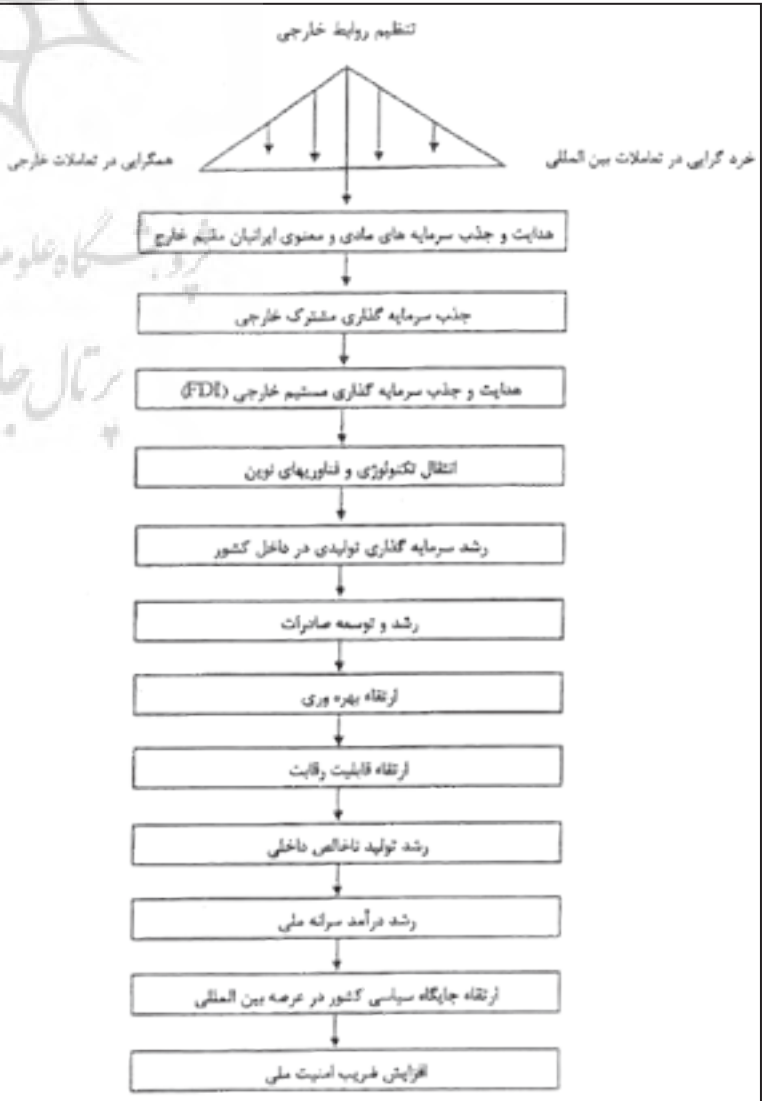 تنظیم روابط خارجی
خرد گرایی در تعاملات بین المللی
همگرایی در تعاملات خارجی
هدایت و جذب سرمایه های مادی و معنوی ایرانیان مقیم خارج
جذب سرمایه گذاری مشترک خارجی
هدایت و جذب سرمایه گذاری مستقیم خارجی (FDI)
انتقال تکنولوژی و فناوریهای نوین
رشد سرمایه گذاری تولیدی در داخل کشور
رشد و توسعه صادرات
ارتقاء بهره وری
ارتقاء قابلیت رقابت
رشد تولید ناخالص داخلی
رشد درآمد سرانه ملی
ارتقاء جایگاه سیاسی کشور در عرصه بین المللی
افزایش ضریب امنیت ملی